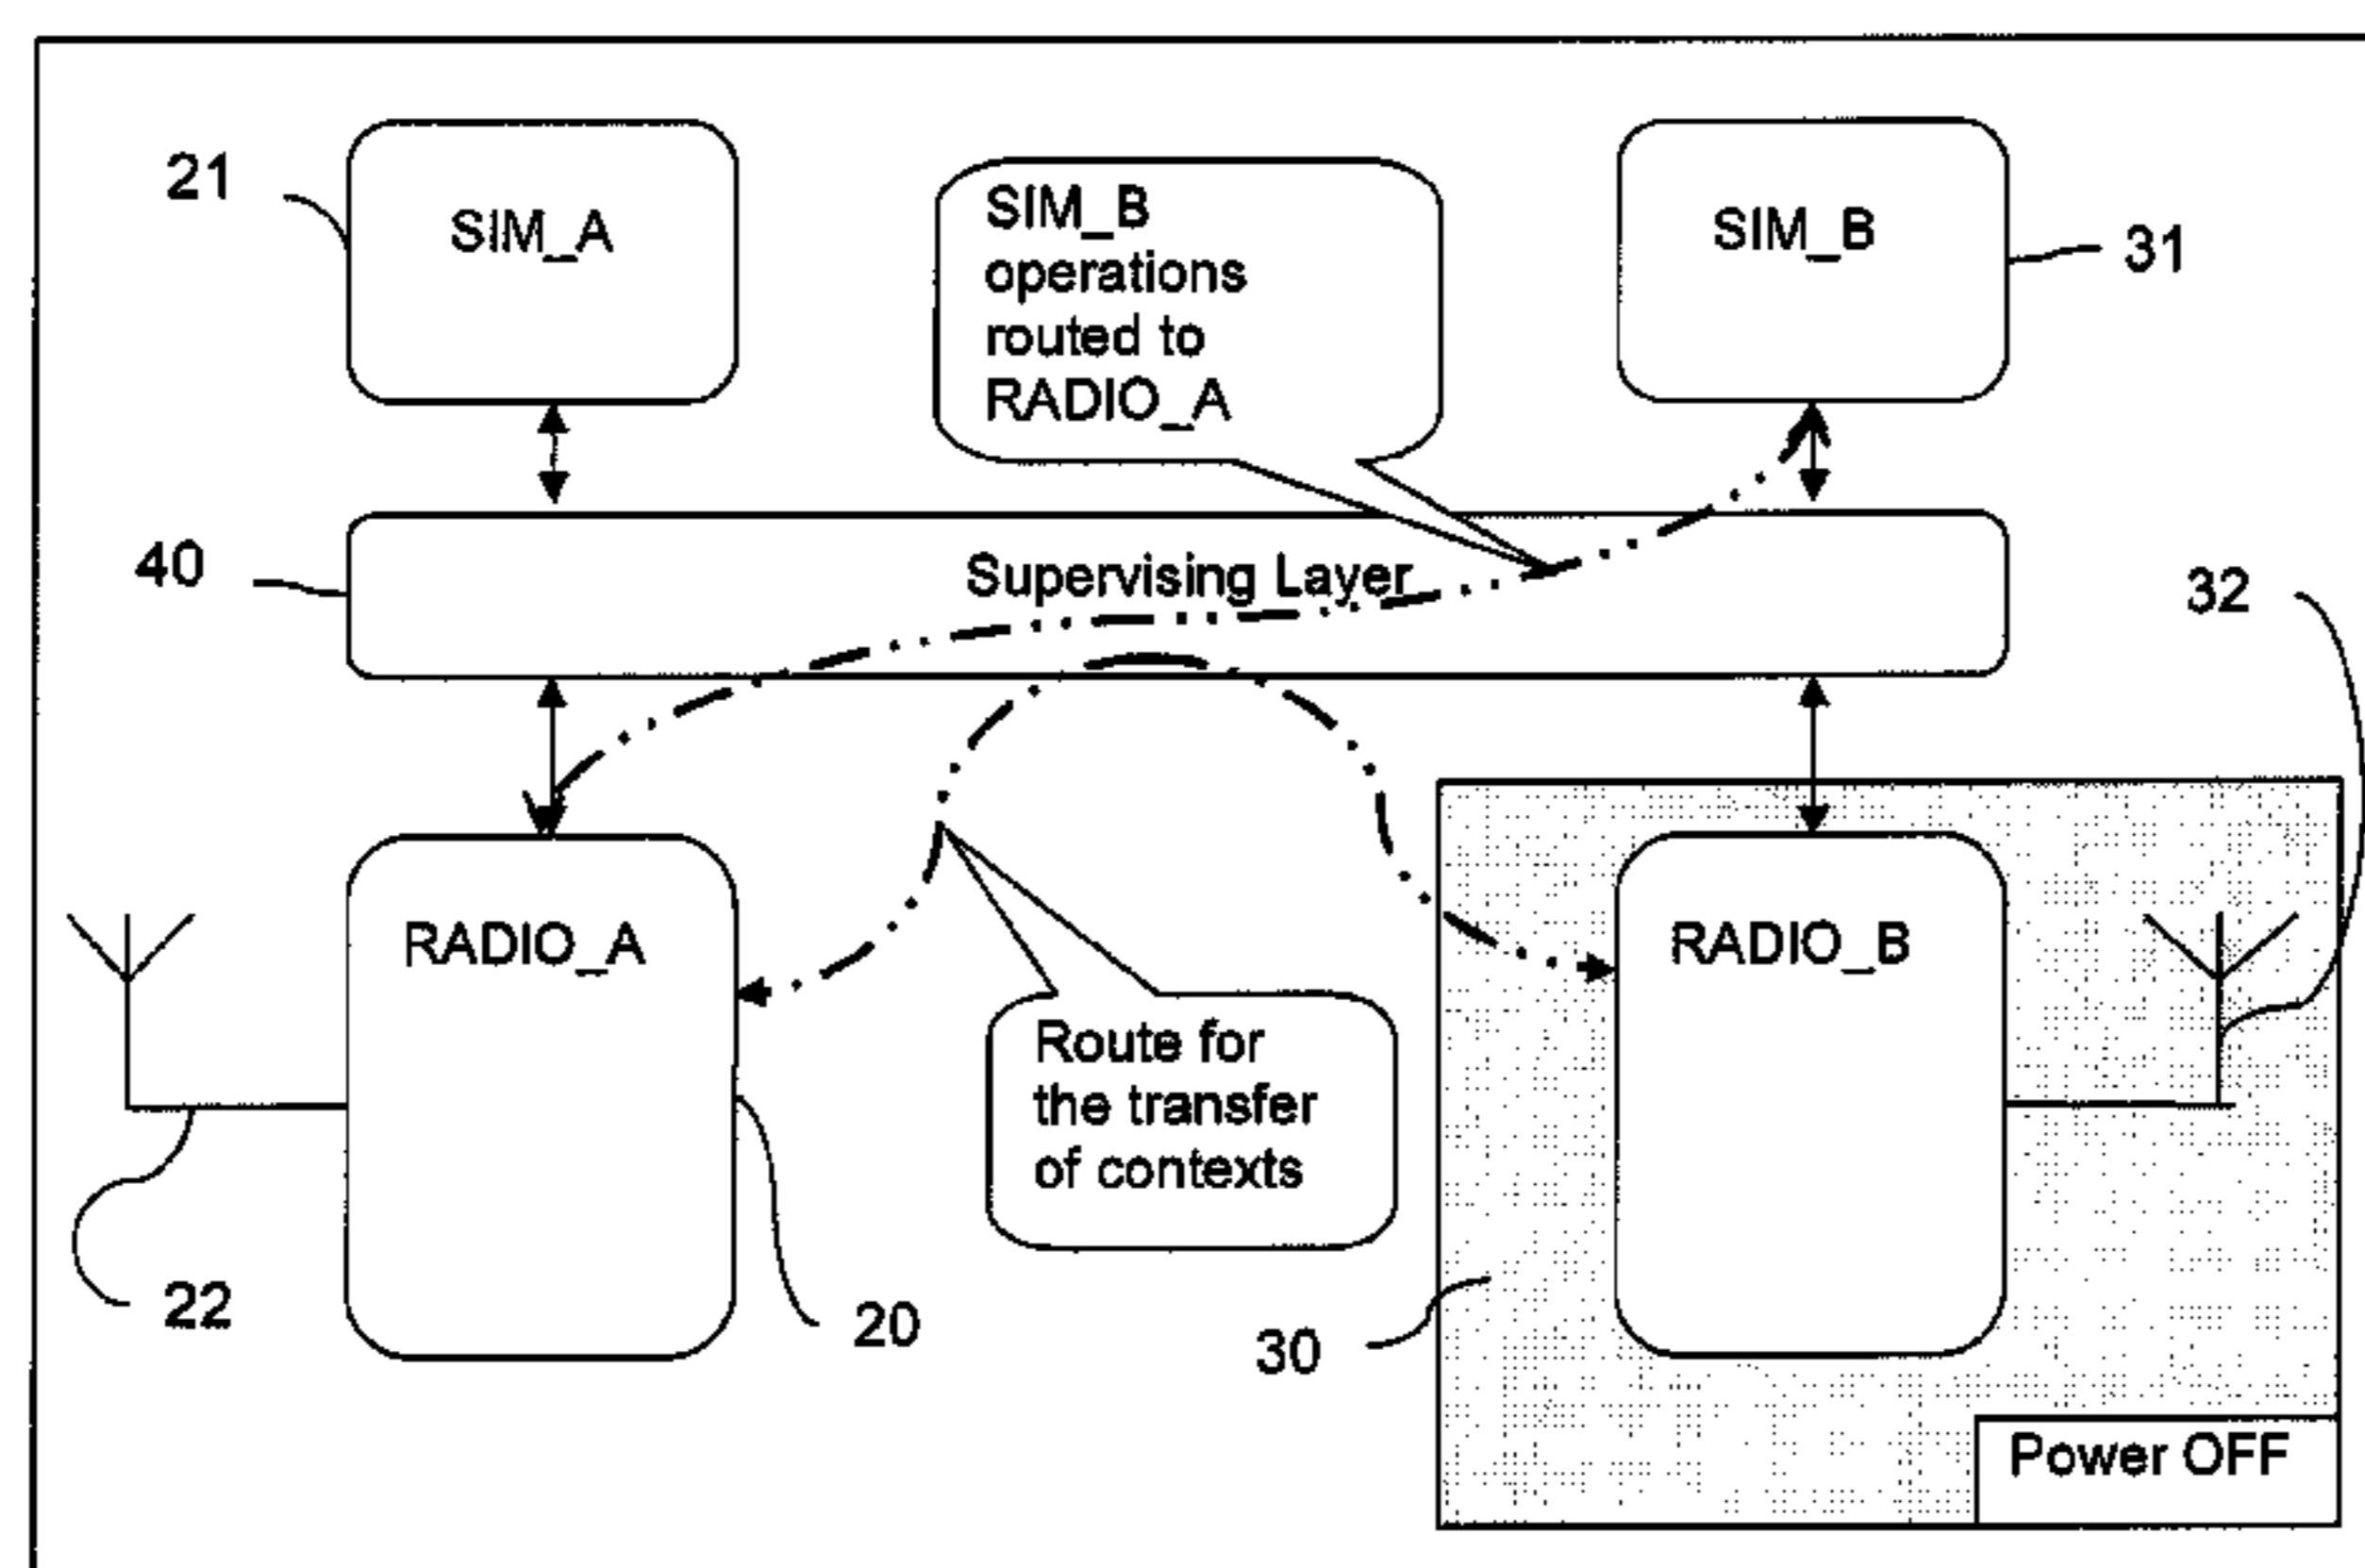 21
SIM_A
SIM_B
operations
routed to
RADIO_A
SIM_B
31
40
Supervising Layer
32
RADIO_A
RADIO_B
Route for
the transfer
of contexts
22
20
30
Power OFF